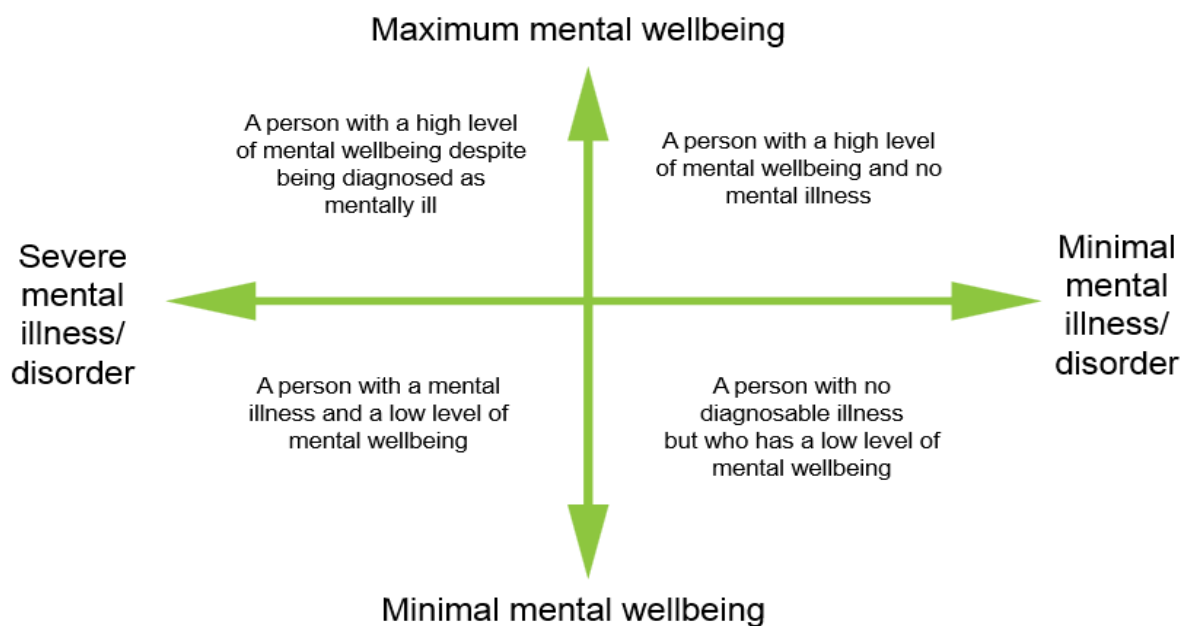 Maximum mental wellbeing
A person with a high level
of mental wellbeing despite
being diagnosed as
mentally ill
A person with a high level
of mental wellbeing and no
mental illness
Severe
mental
illness/
disorder
Minimal
mental
illness/
disorder
A person with a mental
illness and a low level of
mental wellbeing
A person with no
diagnosable illness
but who has a low level of
mental wellbeing
Minimal mental wellbeing